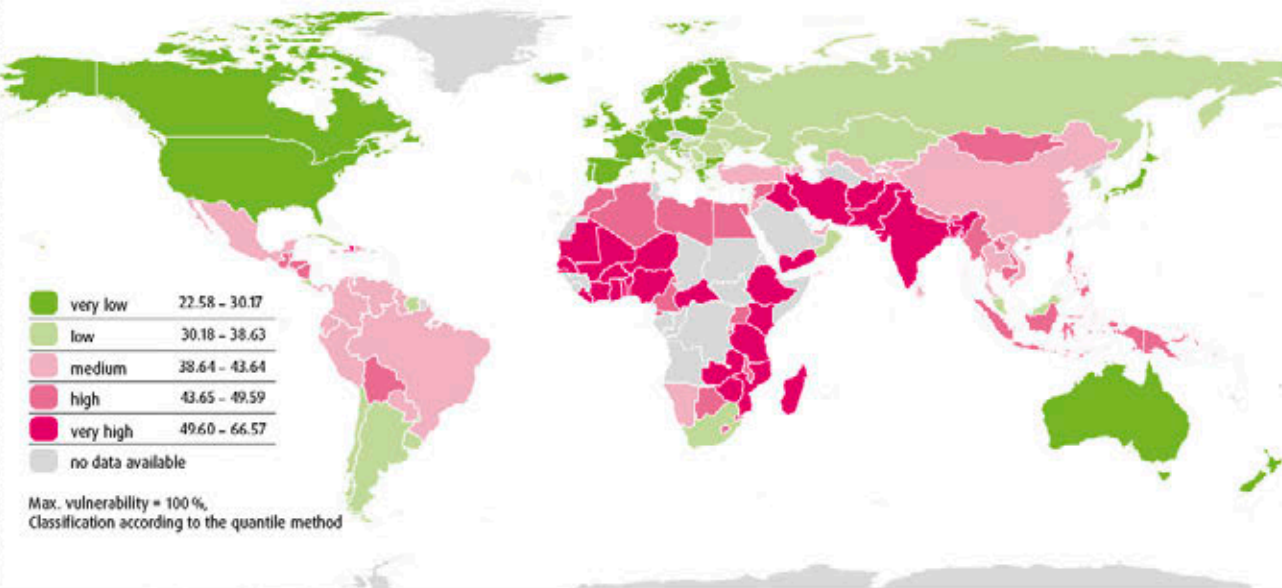 very low 22.58 – 30.17
low 30.18 – 38.63
medium 38.64 – 43.64
high 43.65 – 49.59
very high 49.60 – 66.57
no data available
Max. vulnerability = 100 %,
Classification according to the quantile method